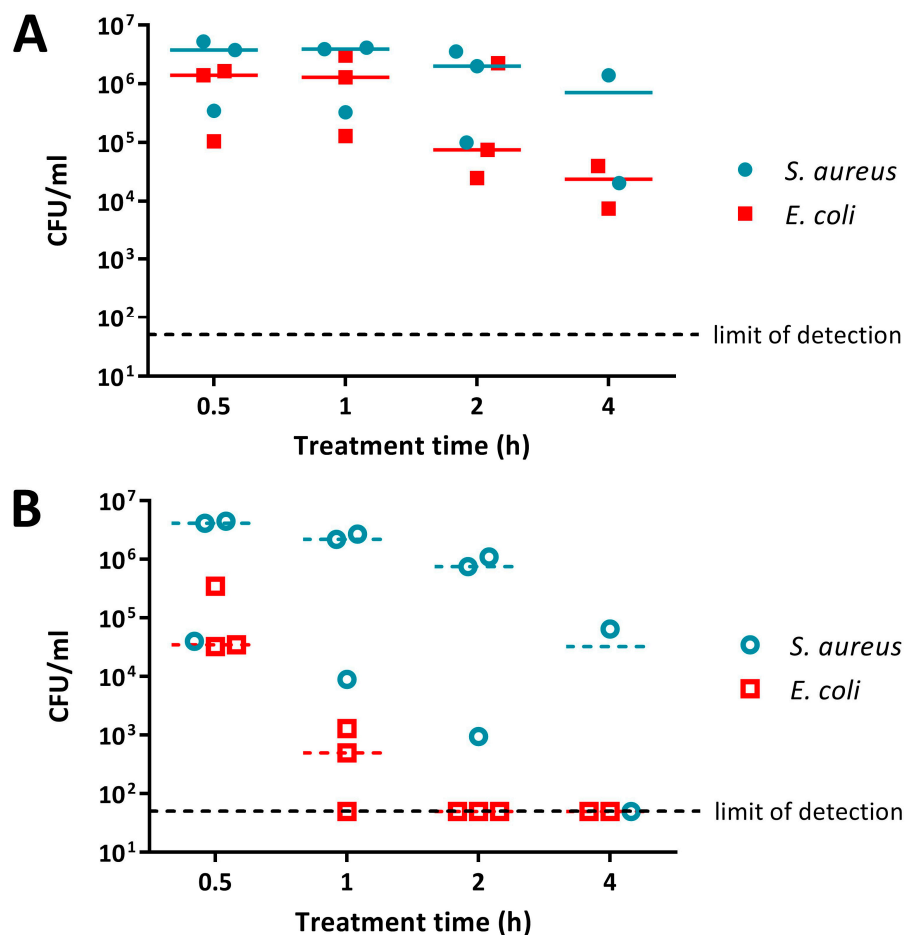 A
10⁷
10⁶
10⁵
10⁴
10³
10²
10¹
CFU/ml
0.5 1 2 4
Treatment time (h)
S. aureus
E. coli
limit of detection
B
10⁷
10⁶
10⁵
10⁴
10³
10²
10¹
CFU/ml
0.5 1 2 4
Treatment time (h)
S. aureus
E. coli
limit of detection